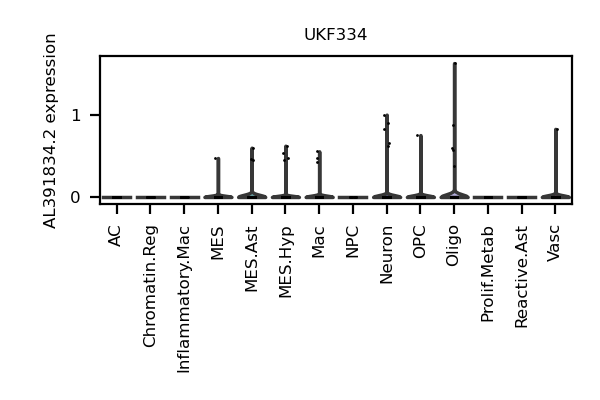 UKF334
AL391834.2 expression
1
0
AC
Chromatin.Reg
Inflammatory.Mac
MES
MES.Ast
MES.Hyp
Mac
NPC
Neuron
OPC
Oligo
Prolif.Metab
Reactive.Ast
Vasc